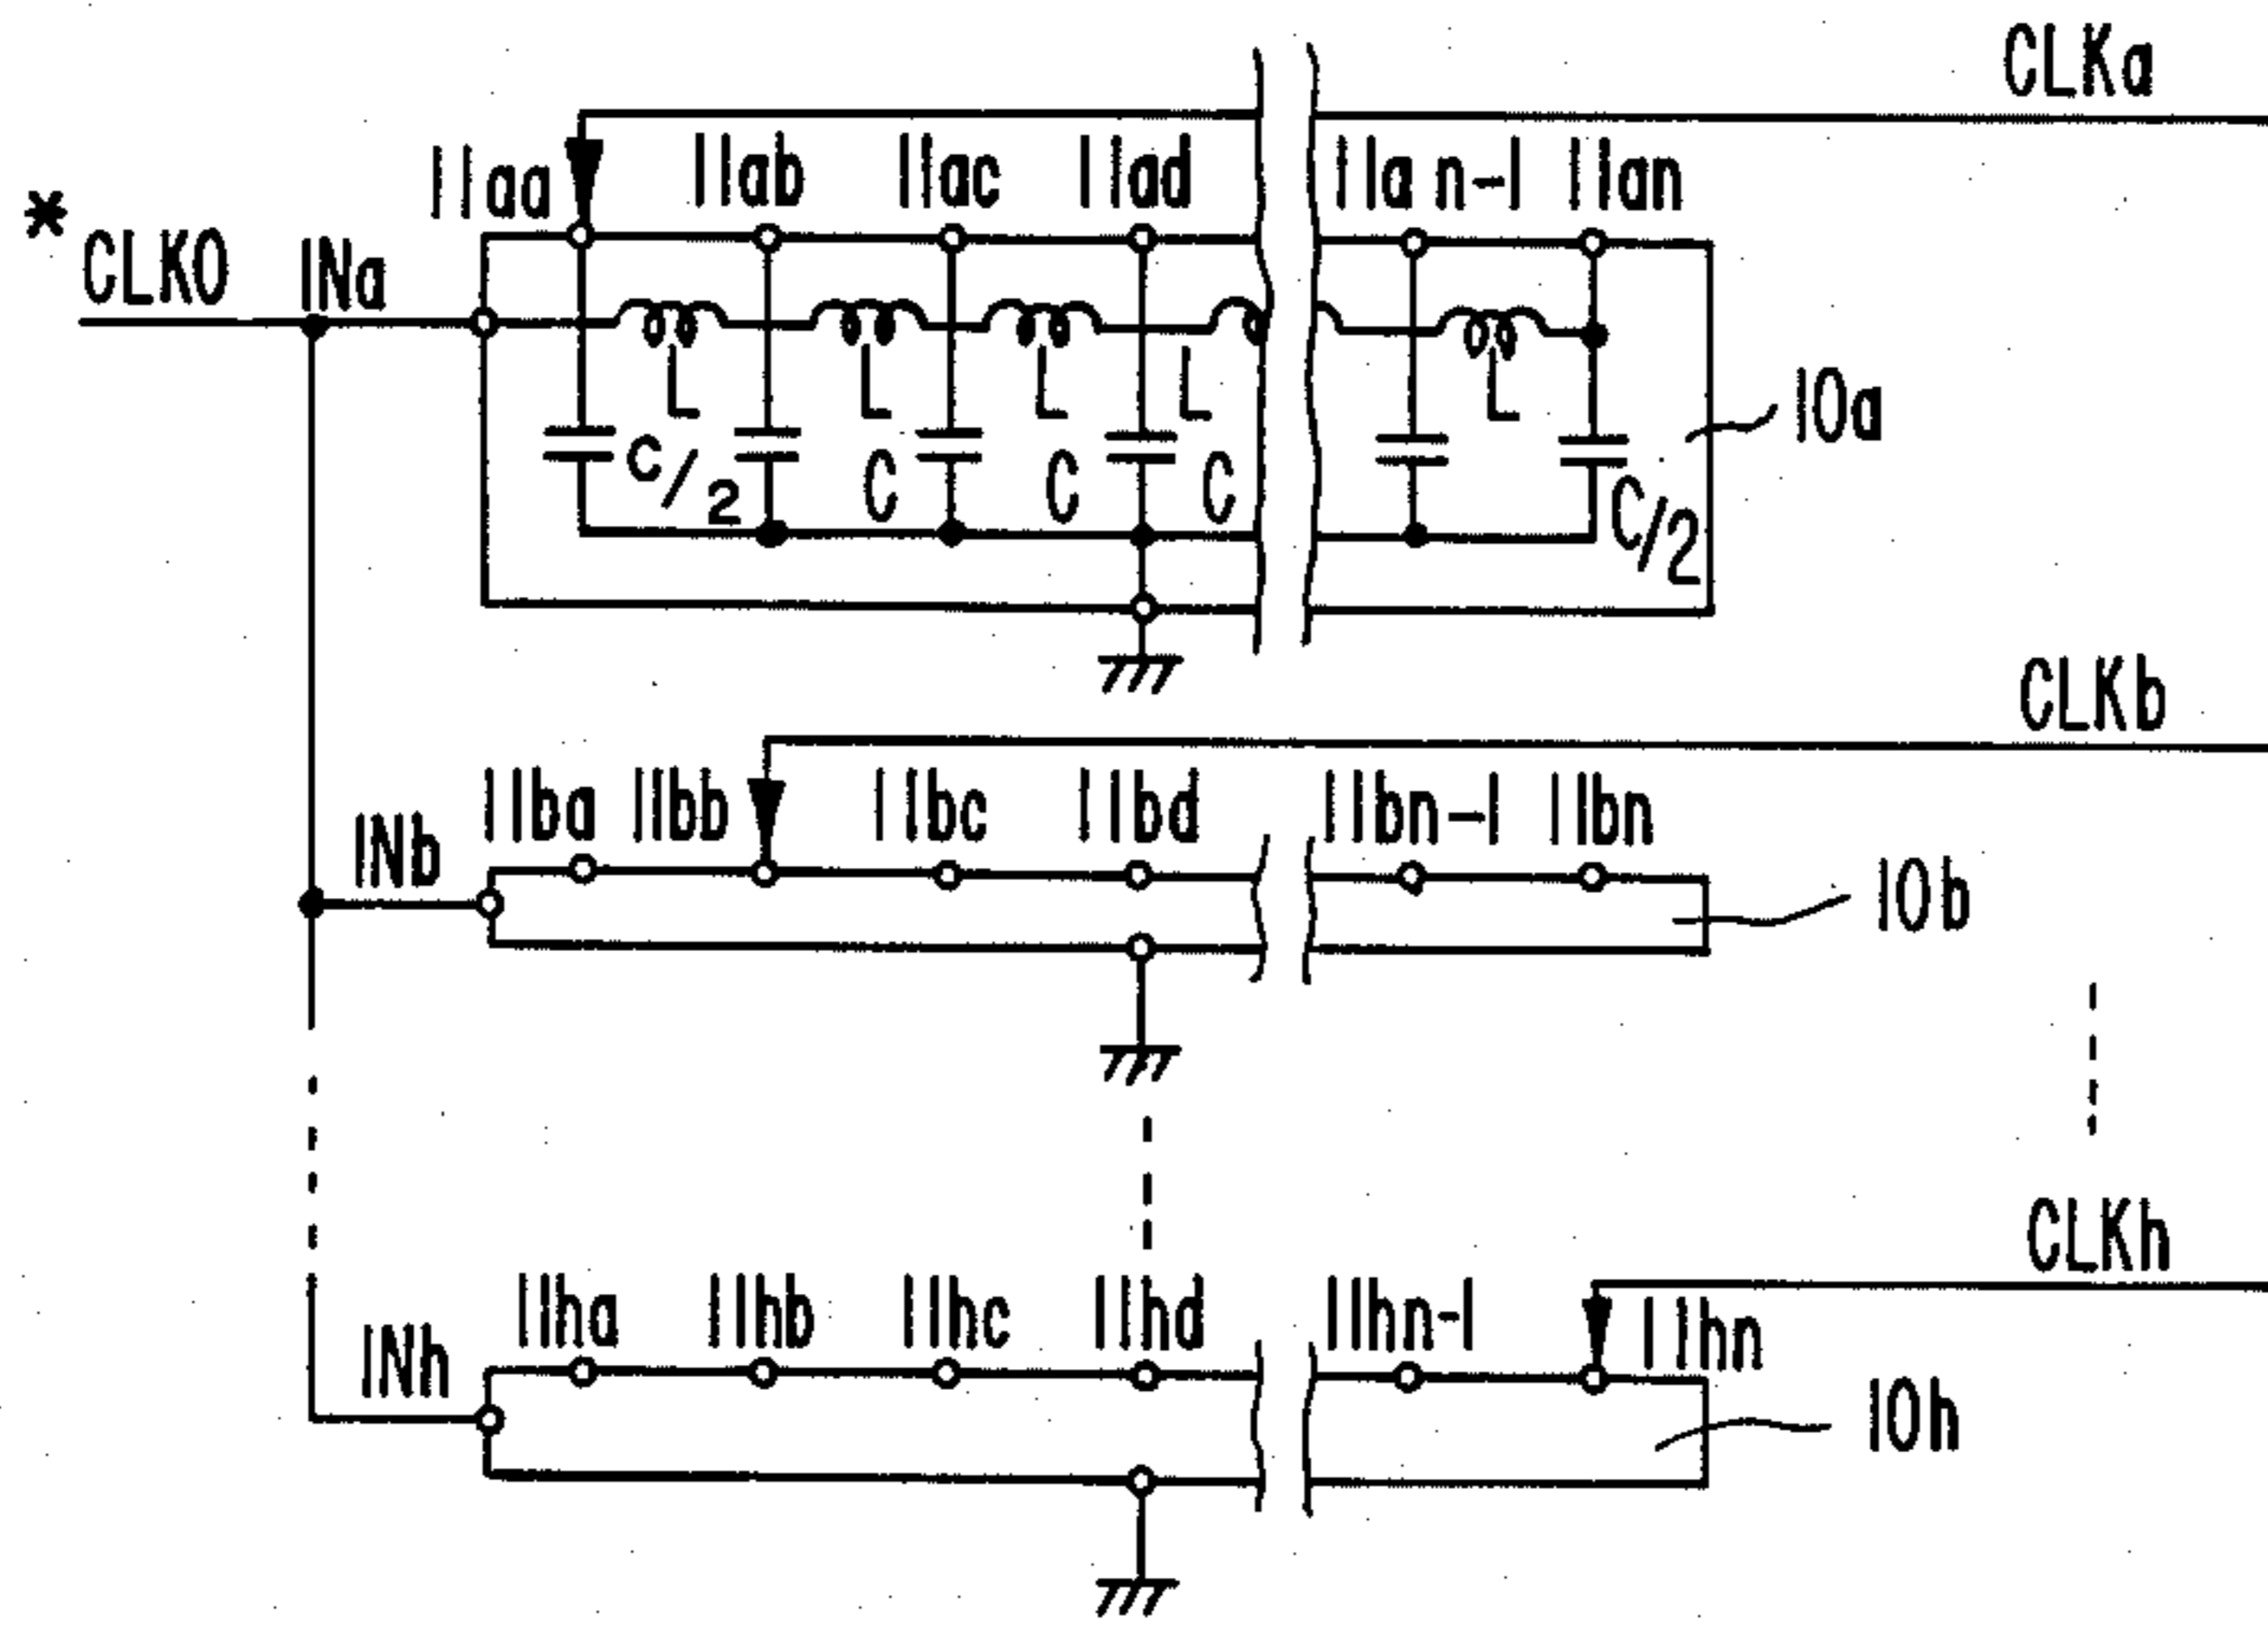 CLKa
11aa 11ab 11ac 11ad 11a n-1 11an
*CLK0 INa
L L L L L
10a
C/2 C C C C/2
CLKb
11ba 11bb 11bc 11bd 11bn-1 11bn
INb
10b
CLKh
11ha 11hb 11hc 11hd 11hn-1 11hn
INh
10h